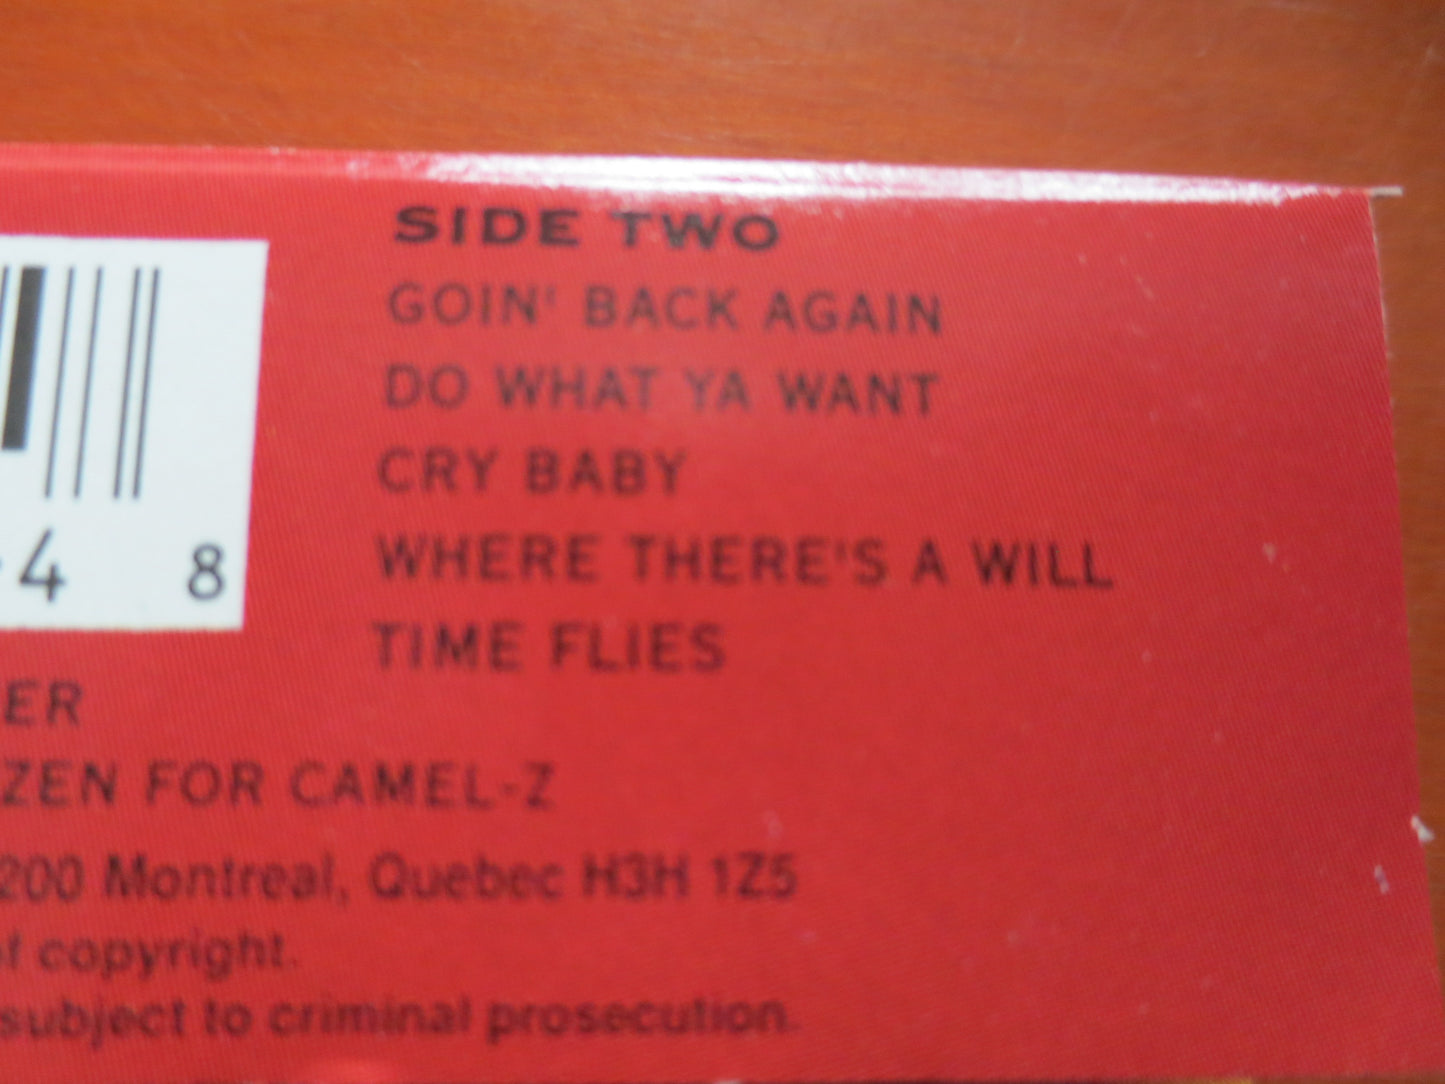 SIDE TWO
GOIN' BACK AGAIN
DO WHAT YA WANT
CRY BABY
WHERE THERE'S A WILL
TIME FLIES
4 8
ER
ZEN FOR CAMEL-Z
200 Montreal, Quebec H3H 1Z5
of copyright.
subject to criminal prosecution.